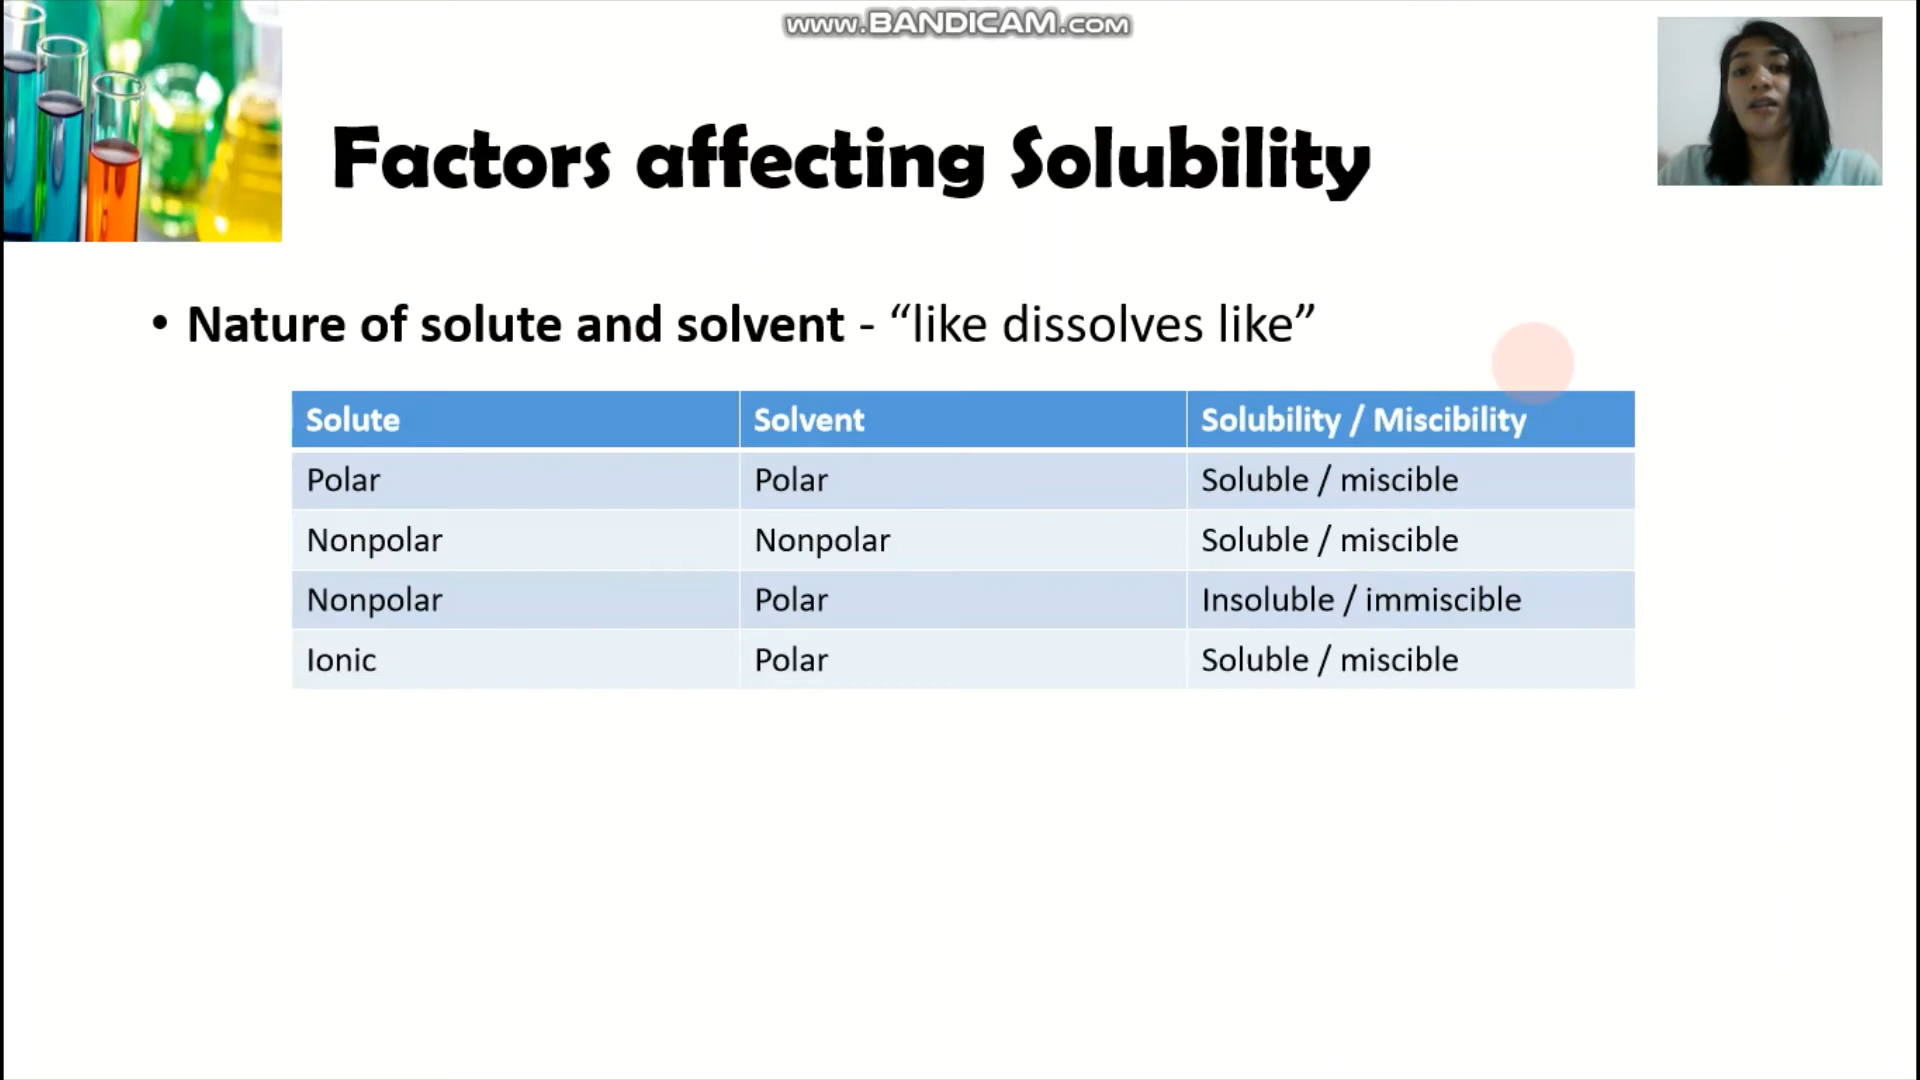 www.BANDICAM.com
Factors affecting Solubility
• Nature of solute and solvent - “like dissolves like”
Solute Solvent Solubility / Miscibility
Polar Polar Soluble / miscible
Nonpolar Nonpolar Soluble / miscible
Nonpolar Polar Insoluble / immiscible
Ionic Polar Soluble / miscible